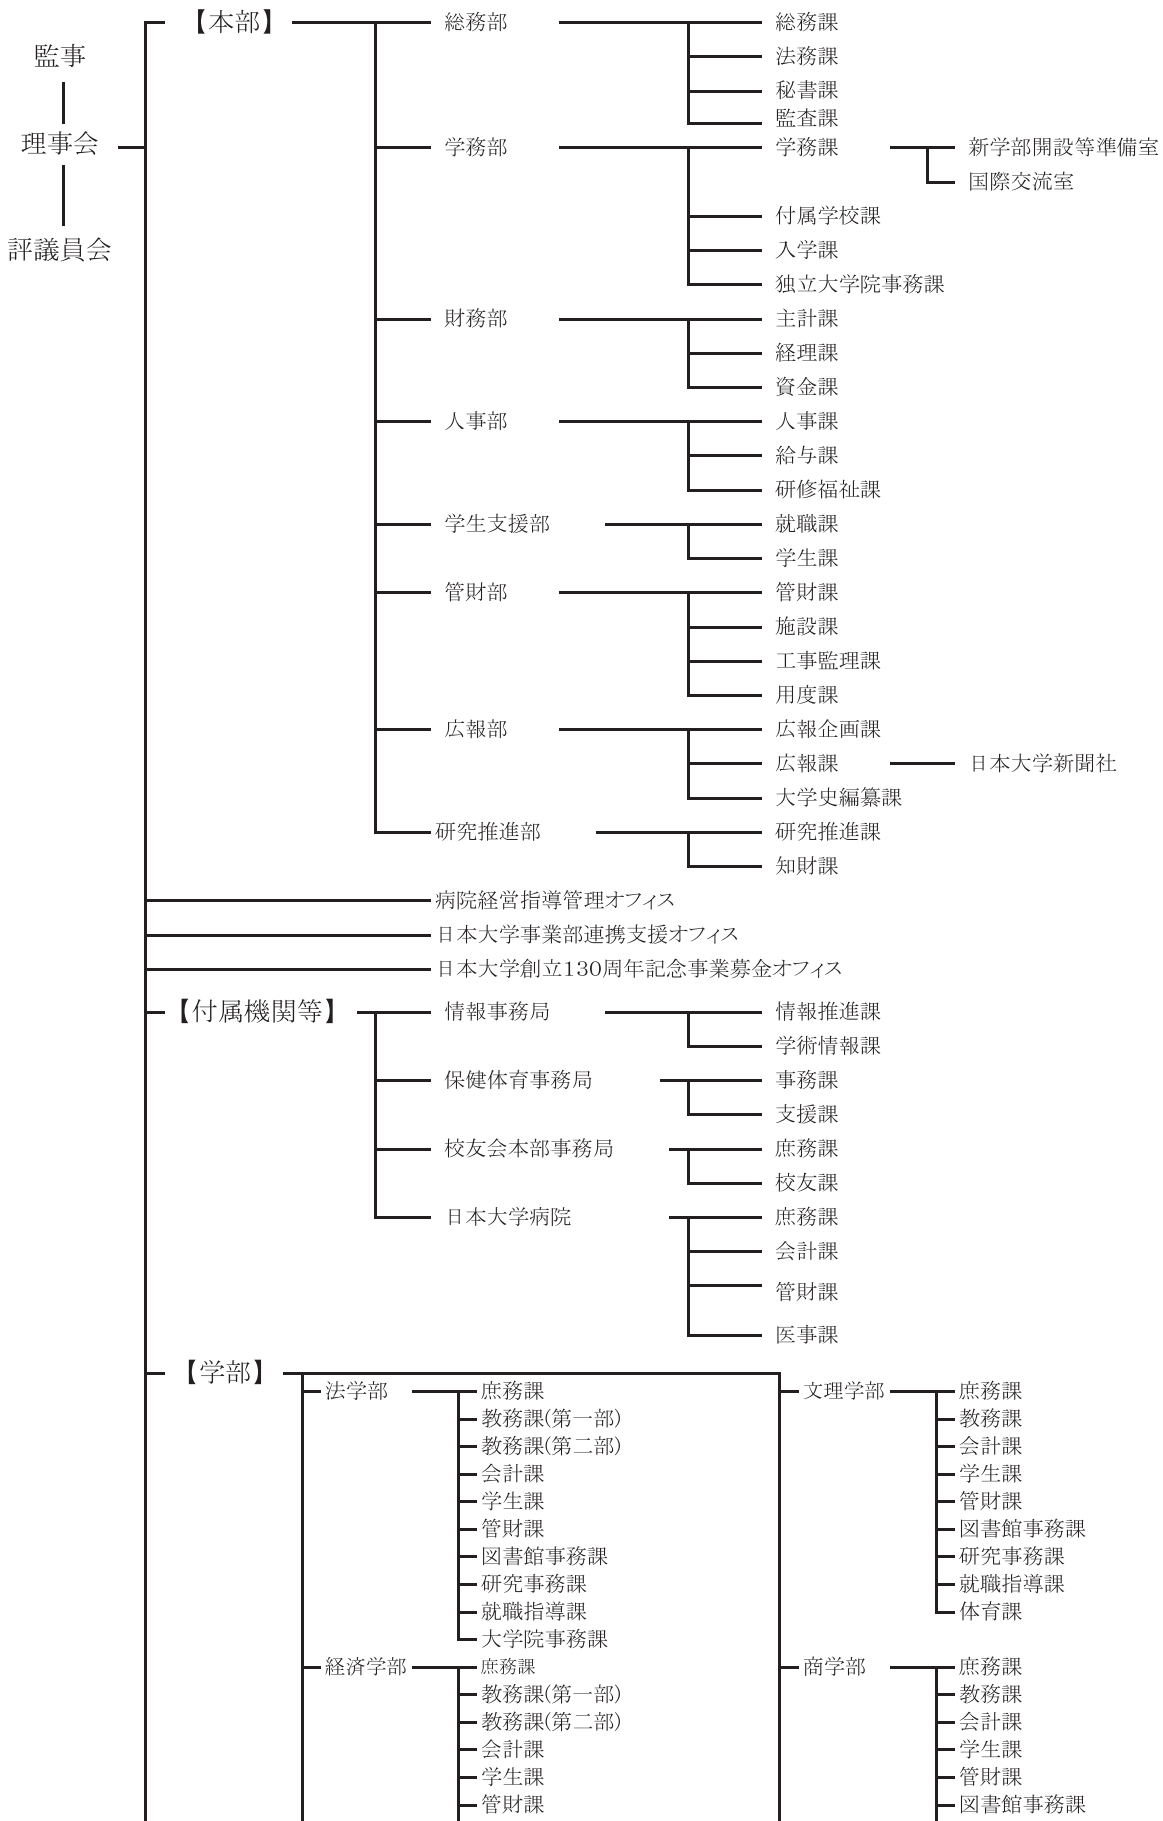 監事
理事会
評議員会
【本部】
総務部
総務課
法務課
秘書課
監査課
学務部
学務課
新学部開設等準備室
国際交流室
付属学校課
入学課
独立大学院事務課
財務部
主計課
経理課
資金課
人事部
人事課
給与課
研修福祉課
学生支援部
就職課
学生課
管財部
管財課
施設課
工事監理課
用度課
広報部
広報企画課
広報課
日本大学新聞社
大学史編纂課
研究推進部
研究推進課
知財課
病院経営指導管理オフィス
日本大学事業部連携支援オフィス
日本大学創立130周年記念事業募金オフィス
【付属機関等】
情報事務局
情報推進課
学術情報課
保健体育事務局
事務課
支援課
校友会本部事務局
庶務課
校友課
日本大学病院
庶務課
会計課
管財課
医事課
【学部】
法学部
庶務課
教務課(第一部)
教務課(第二部)
会計課
学生課
管財課
図書館事務課
研究事務課
就職指導課
大学院事務課
経済学部
庶務課
教務課(第一部)
教務課(第二部)
会計課
学生課
管財課
文理学部
庶務課
教務課
会計課
学生課
管財課
図書館事務課
研究事務課
就職指導課
体育課
商学部
庶務課
教務課
会計課
学生課
管財課
図書館事務課